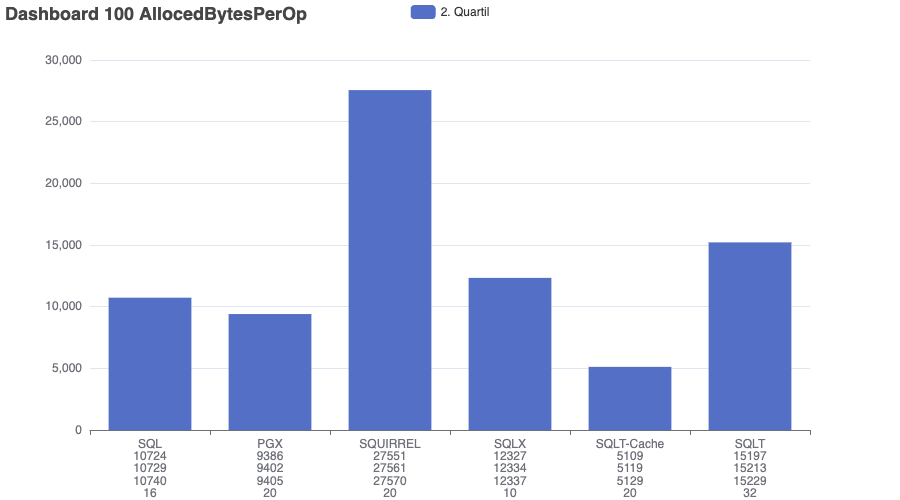 Dashboard 100 AllocedBytesPerOp
2. Quartil
30,000
25,000
20,000
15,000
10,000
5,000
0
SQL PGX SQUIRREL SQLX SQLT-Cache SQLT
10724 9386 27551 12327 5109 15197
10729 9402 27561 12334 5119 15213
10740 9405 27570 12337 5129 15229
16 20 20 10 20 32